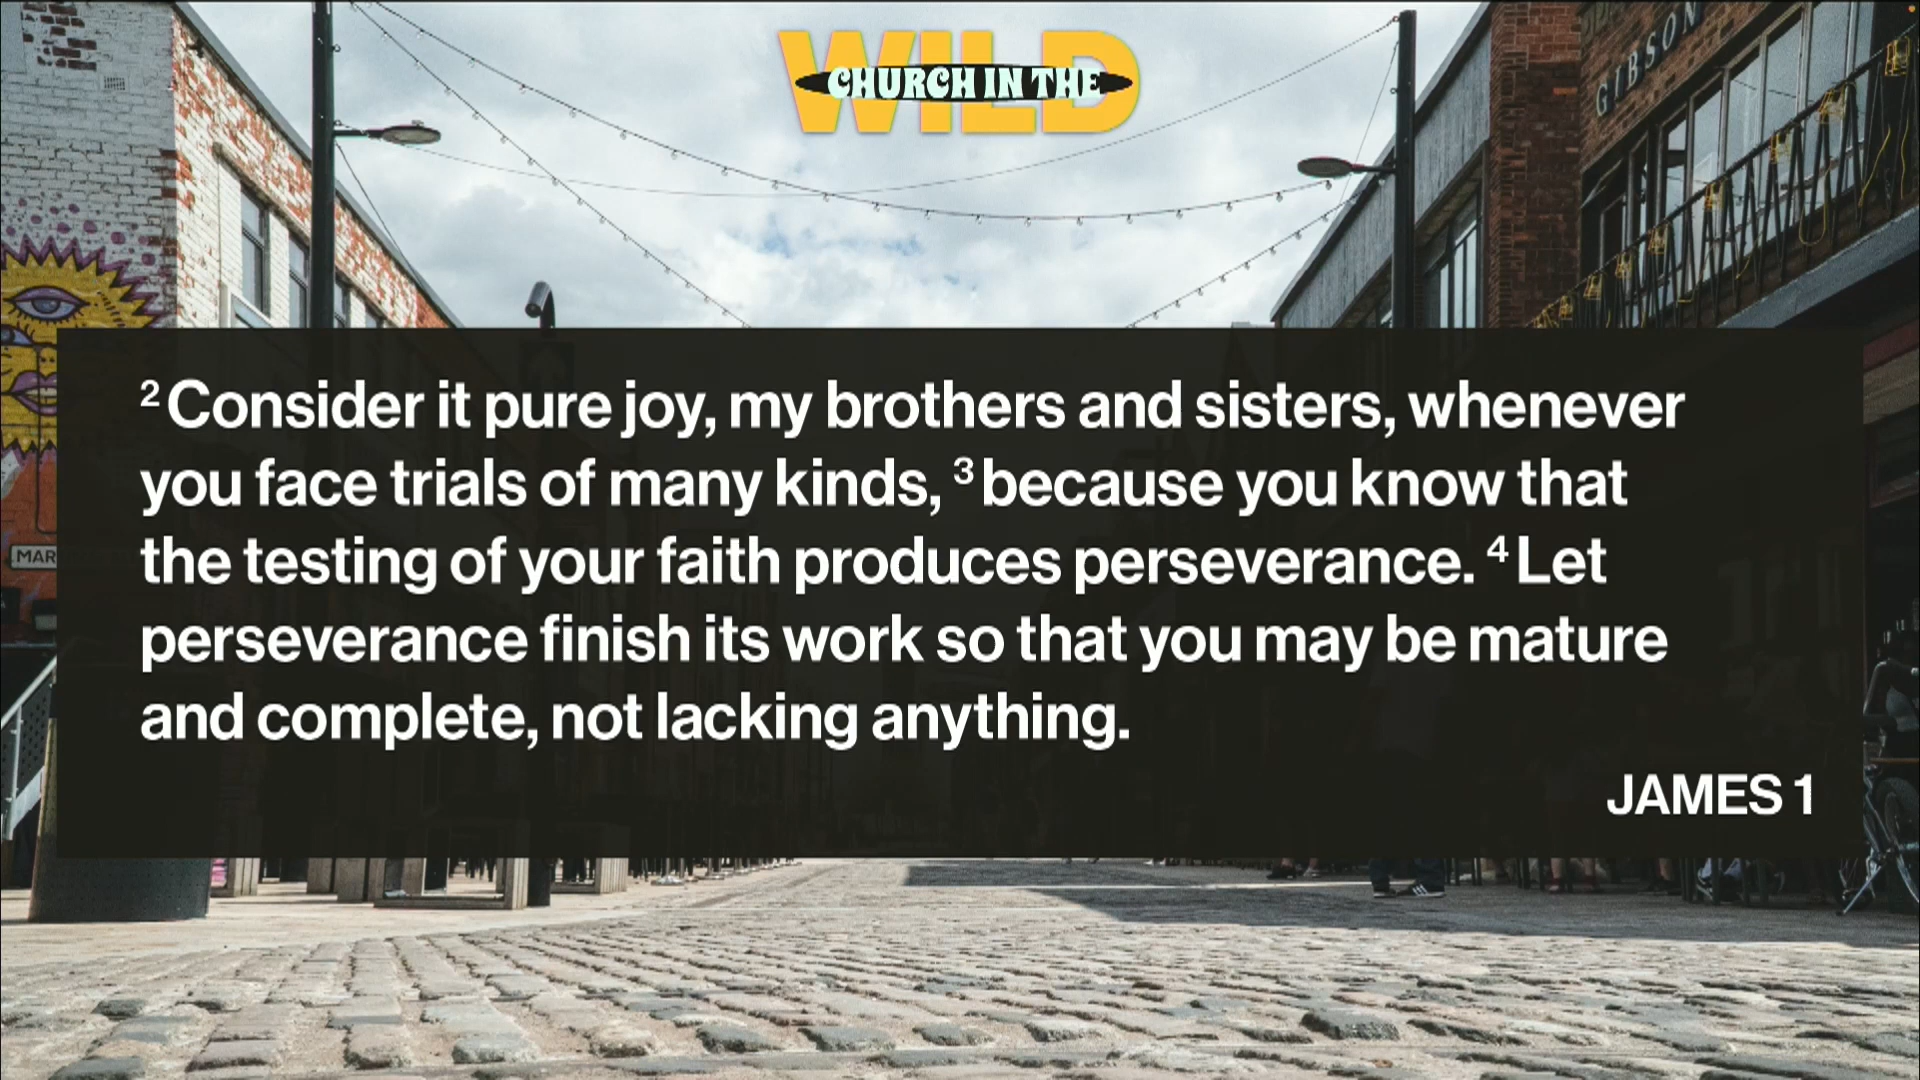 WILD
CHURCH IN THE
GIBSON
MAR
²Consider it pure joy, my brothers and sisters, whenever
you face trials of many kinds, ³because you know that
the testing of your faith produces perseverance. ⁴Let
perseverance finish its work so that you may be mature
and complete, not lacking anything.
JAMES 1